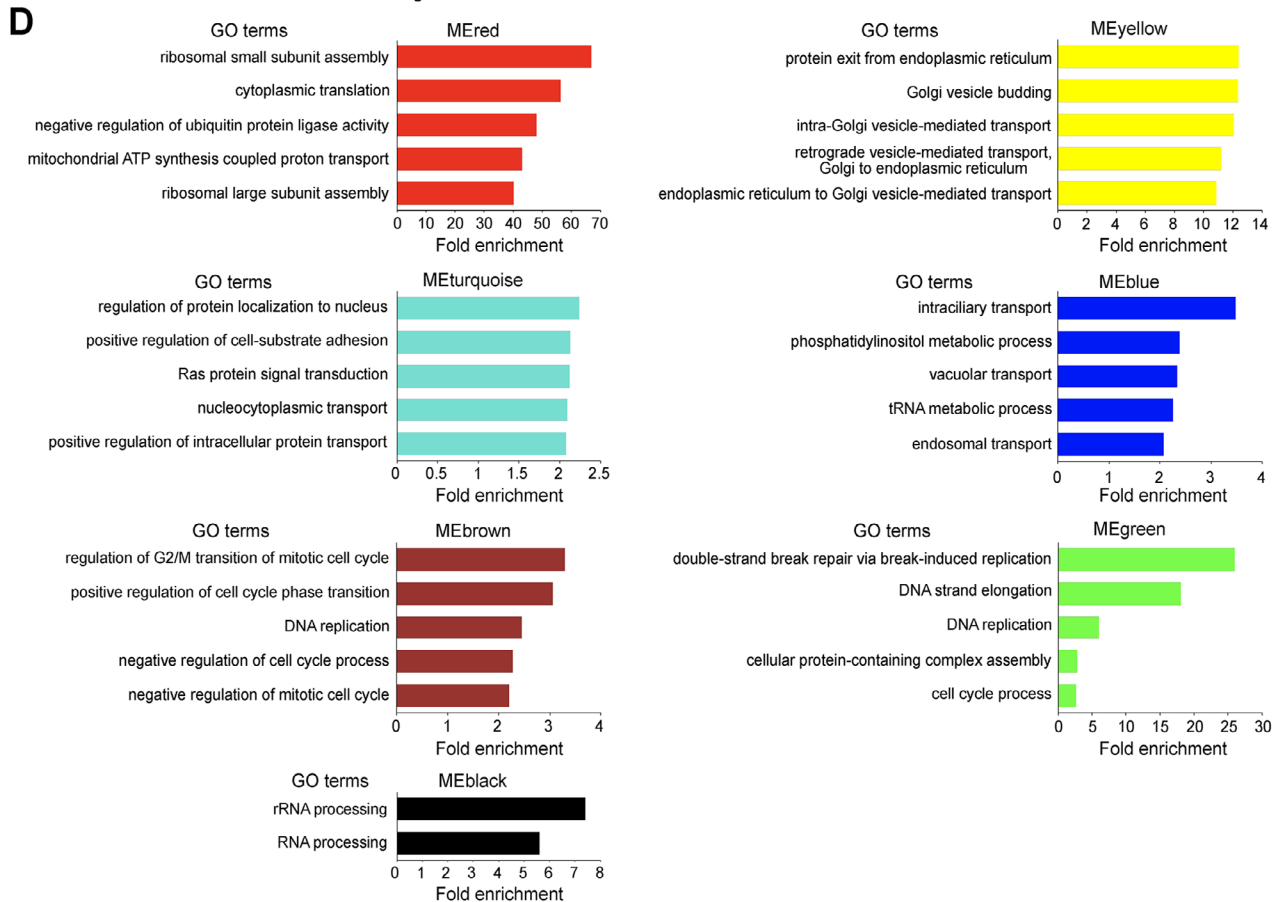 D
GO terms MEred
ribosomal small subunit assembly
cytoplasmic translation
negative regulation of ubiquitin protein ligase activity
mitochondrial ATP synthesis coupled proton transport
ribosomal large subunit assembly
0 10 20 30 40 50 60 70
Fold enrichment
GO terms MEyellow
protein exit from endoplasmic reticulum
Golgi vesicle budding
intra-Golgi vesicle-mediated transport
retrograde vesicle-mediated transport,
Golgi to endoplasmic reticulum
endoplasmic reticulum to Golgi vesicle-mediated transport
0 2 4 6 8 10 12 14
Fold enrichment
GO terms MEturquoise
regulation of protein localization to nucleus
positive regulation of cell-substrate adhesion
Ras protein signal transduction
nucleocytoplasmic transport
positive regulation of intracellular protein transport
0 0.5 1 1.5 2 2.5
Fold enrichment
GO terms MEblue
intraciliary transport
phosphatidylinositol metabolic process
vacuolar transport
tRNA metabolic process
endosomal transport
0 1 2 3 4
Fold enrichment
GO terms MEbrown
regulation of G2/M transition of mitotic cell cycle
positive regulation of cell cycle phase transition
DNA replication
negative regulation of cell cycle process
negative regulation of mitotic cell cycle
0 1 2 3 4
Fold enrichment
GO terms MEgreen
double-strand break repair via break-induced replication
DNA strand elongation
DNA replication
cellular protein-containing complex assembly
cell cycle process
0 5 10 15 20 25 30
Fold enrichment
GO terms MEblack
rRNA processing
RNA processing
0 1 2 3 4 5 6 7 8
Fold enrichment